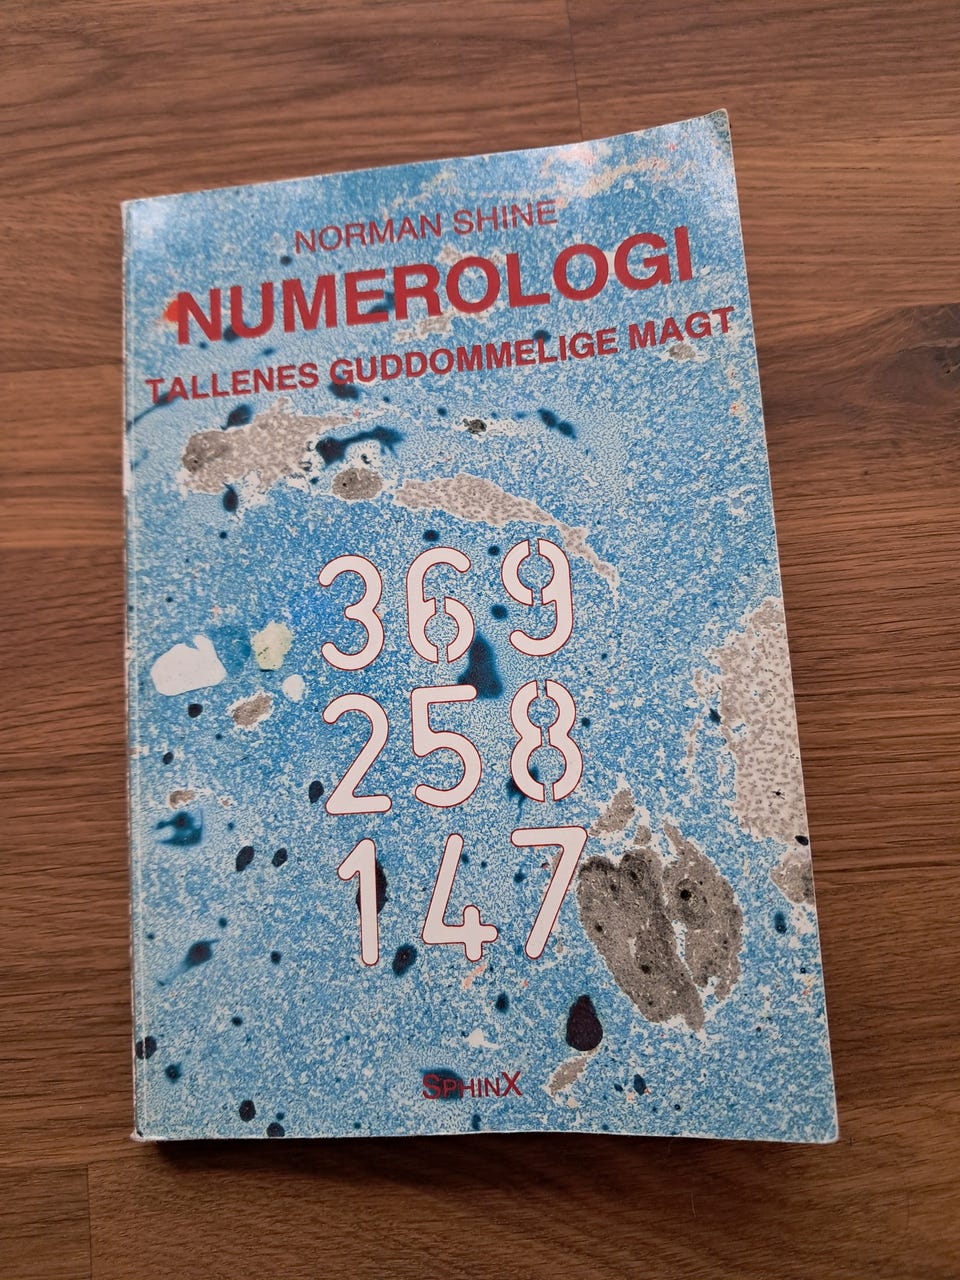 NORMAN SHINE
NUMEROLOGI
TALLENES GUDDOMMELIGE MAGT
369
258
147
SPHINX